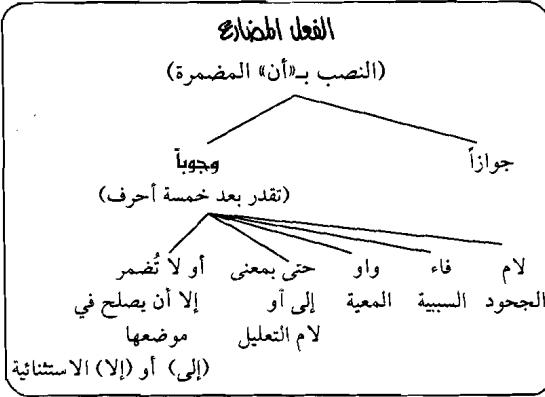 الفعل المضارع
(النصب بـ«أن» المضمرة)
جوازاً
وجوباً
(تقدر بعد خمسة أحرف)
لام
الجحود
فاء
السببية
واو
المعية
حتى بمعنى
إلى أو
لام التعليل
أو لا تُضمر
إلا أن يصلح في
موضعها
(إلى) أو (إلا) الاستثنائية